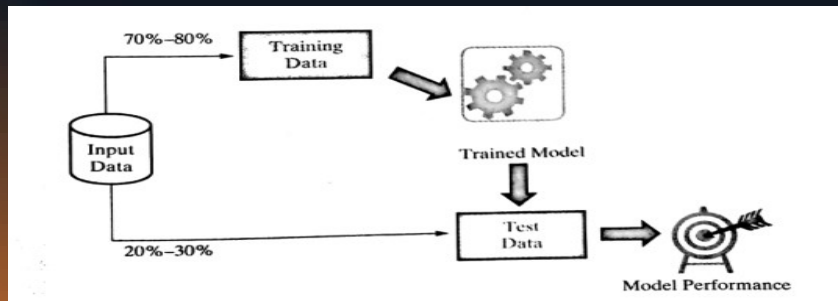 70%–80%
Training
Data
Input
Data
Trained Model
Test
Data
20%–30%
Model Performance